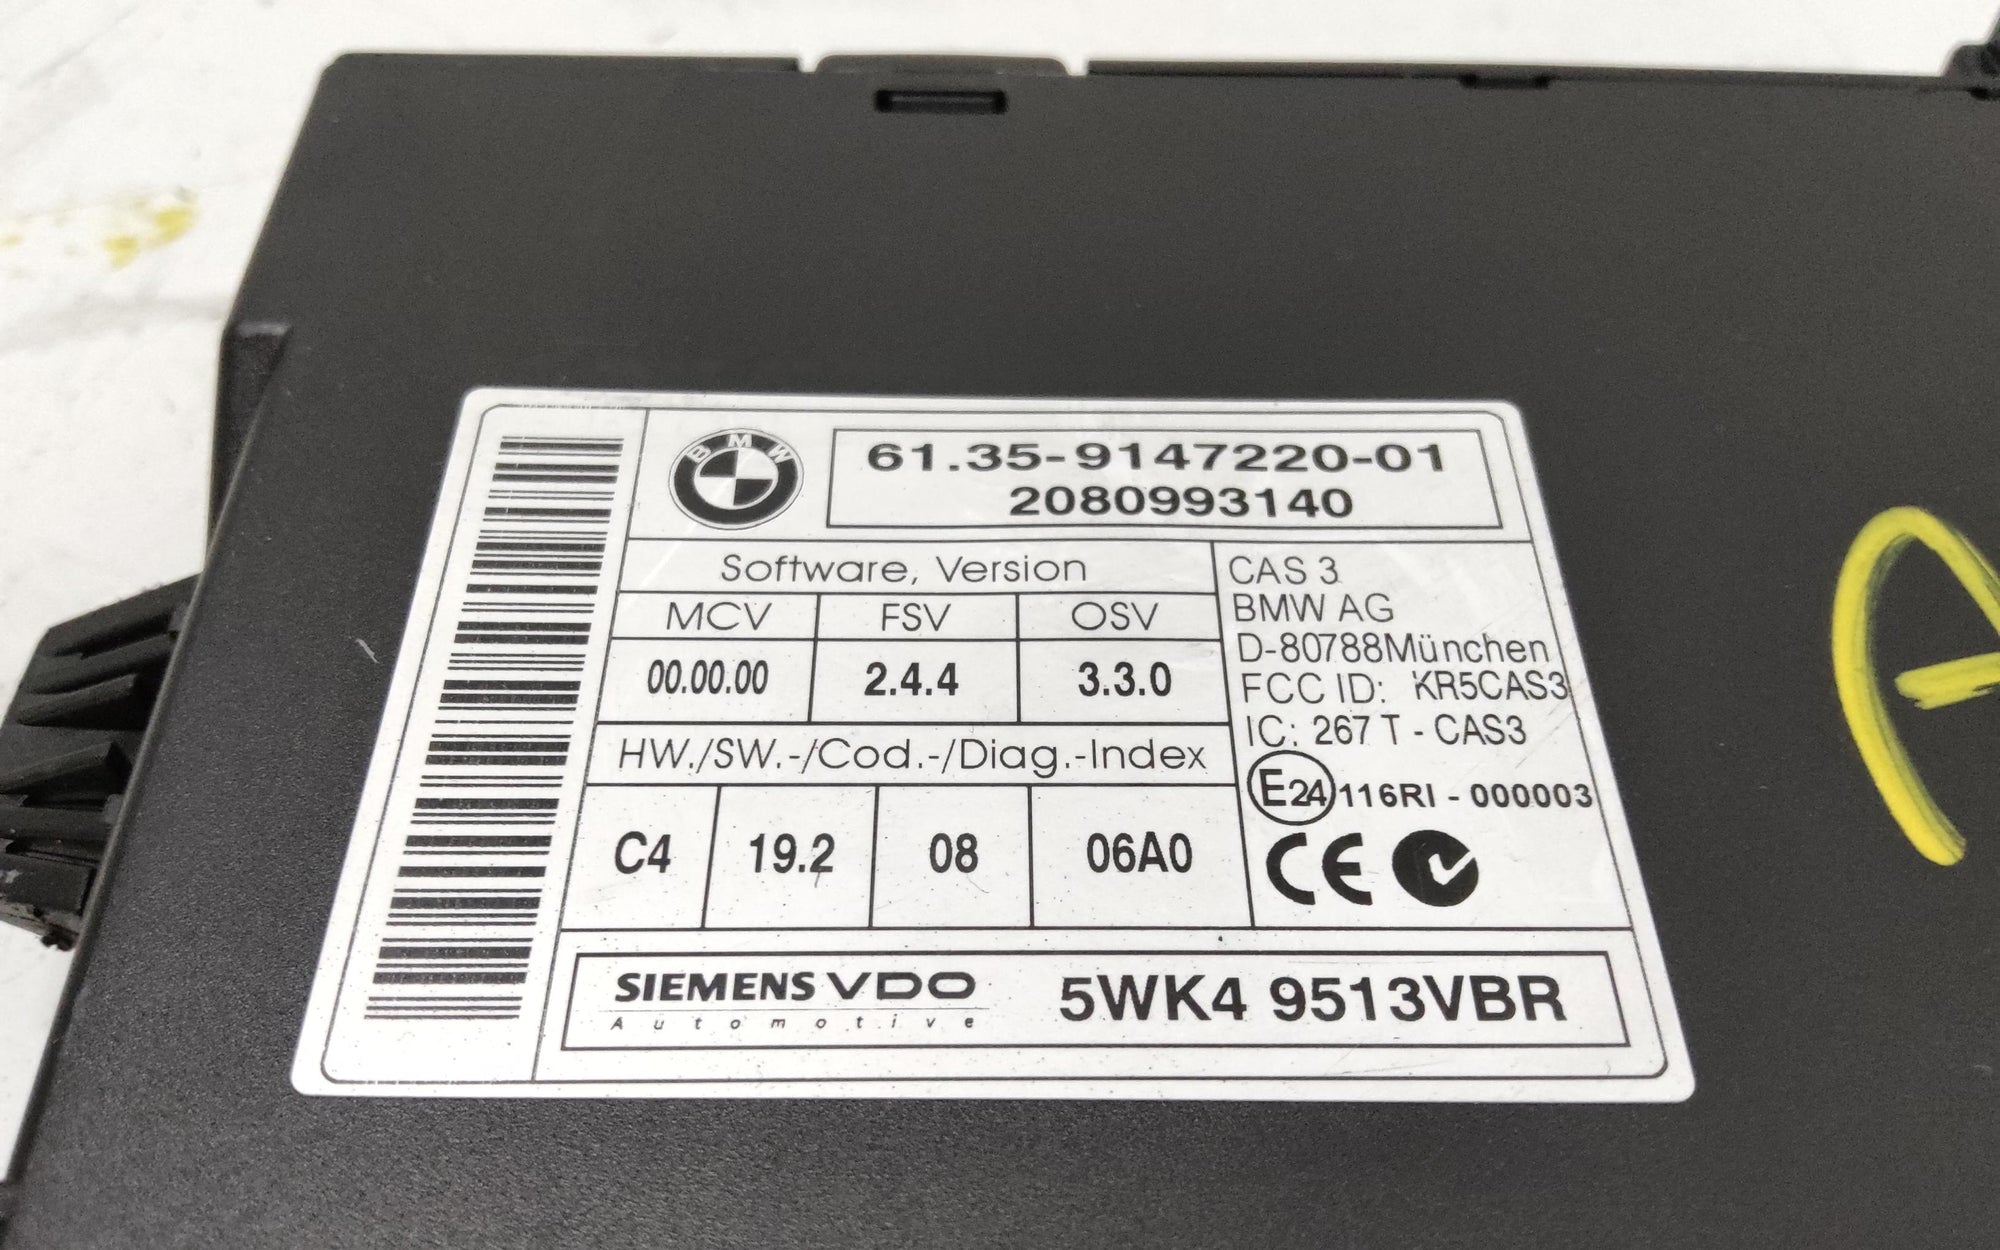 BMW
61.35-9147220-01
2080993140
Software, Version
MCV FSV OSV
00.00.00 2.4.4 3.3.0
HW./SW.-/Cod.-/Diag.-Index
C4 19.2 08 06A0
CAS 3
BMW AG
D-80788München
FCC ID: KR5CAS3
IC: 267 T - CAS3
E24 116RI - 000003
CE
SIEMENS VDO
Automotive
5WK4 9513VBR
A